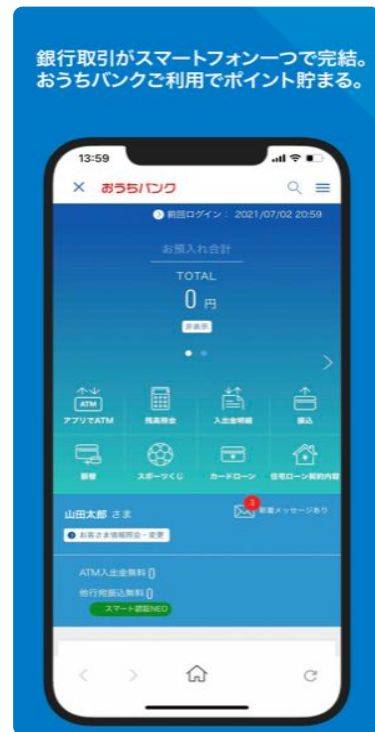 銀行取引がスマートフォン一つで完結。
おうちバンクご利用でポイント貯まる。
13:59
× おうちバンク
前回ログイン： 2021/07/02 20:59
お預入れ合計
TOTAL
0 円
非表示
ATM
アプリでATM 残高照会 入出金明細 振込
振替 スポーツくじ カードローン 住宅ローン契約内容
3
山田太郎 さま 新着メッセージあり
お客さま情報照会・変更
ATM入出金無料 0
他行宛振込無料 0
スマート認証NEO